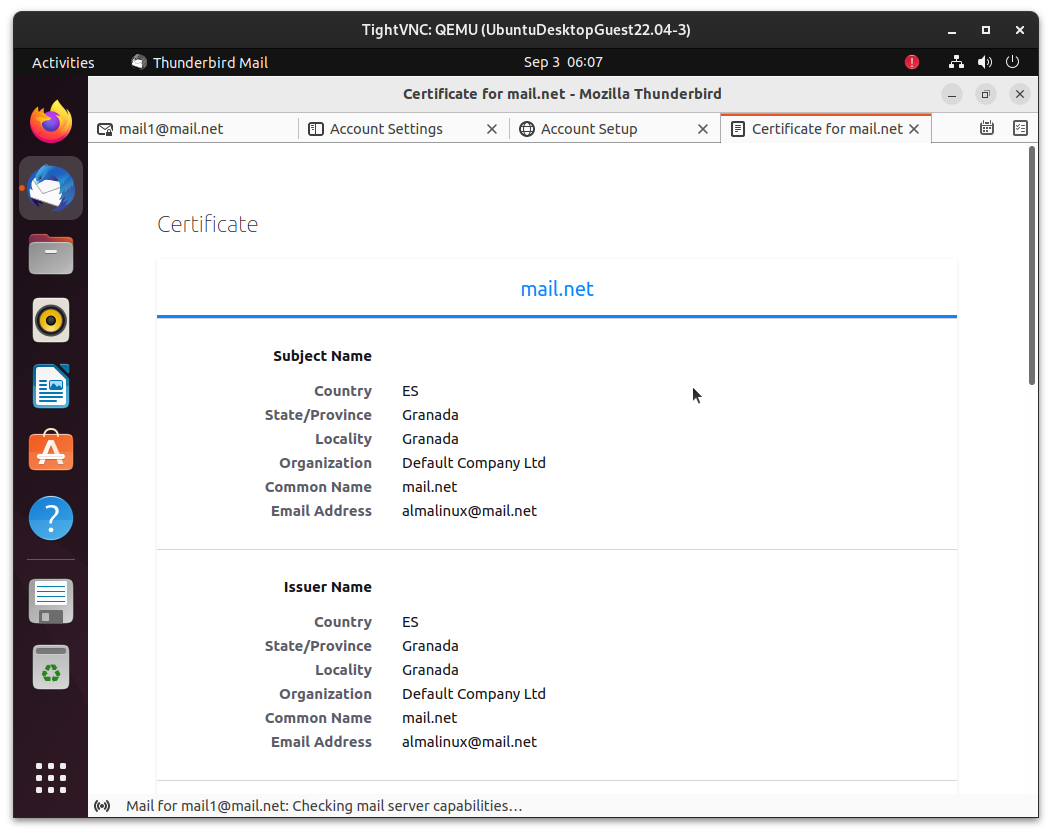 TightVNC: QEMU (UbuntuDesktopGuest22.04-3)
Activities Thunderbird Mail Sep 3 06:07
Certificate for mail.net - Mozilla Thunderbird
mail1@mail.net Account Settings Account Setup Certificate for mail.net
Certificate
mail.net
Subject Name
Country ES
State/Province Granada
Locality Granada
Organization Default Company Ltd
Common Name mail.net
Email Address almalinux@mail.net
Issuer Name
Country ES
State/Province Granada
Locality Granada
Organization Default Company Ltd
Common Name mail.net
Email Address almalinux@mail.net
Mail for mail1@mail.net: Checking mail server capabilities…